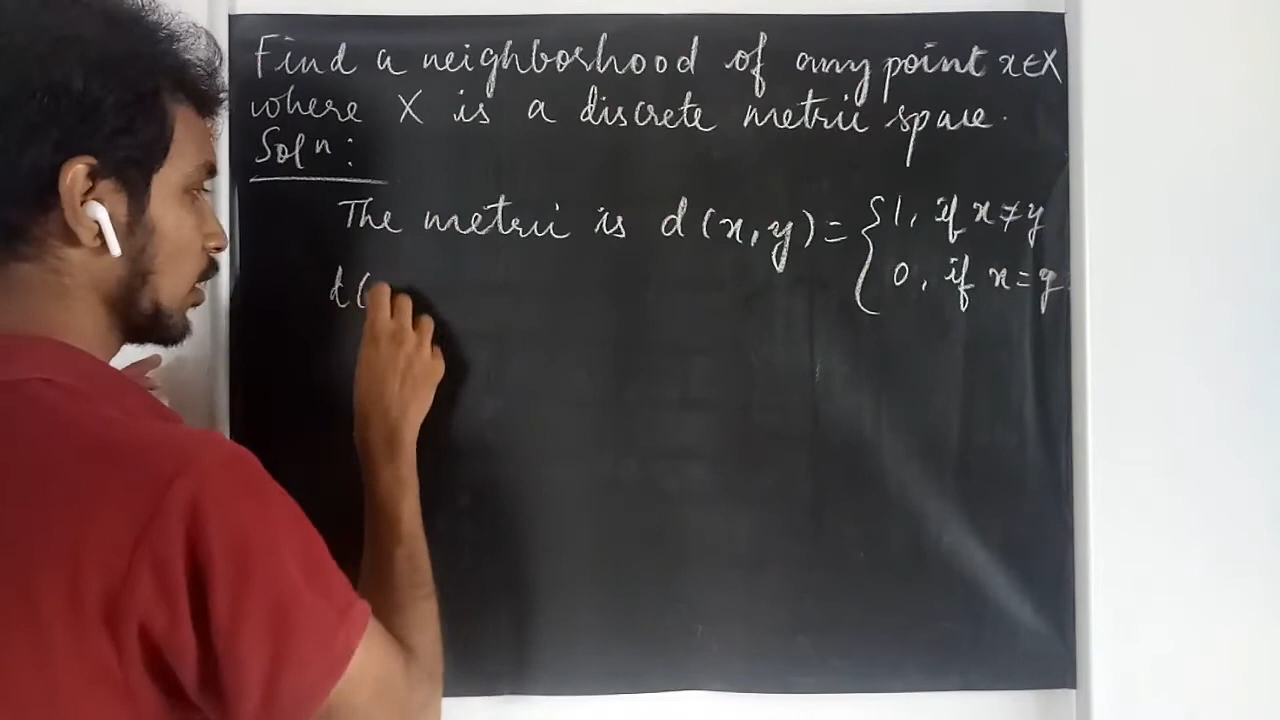 Find a neighborhood of any point x∈X
where X is a discrete metric space.
Solⁿ:
The metric is d(x,y)= { 1, if x≠y
0, if x=y
d(